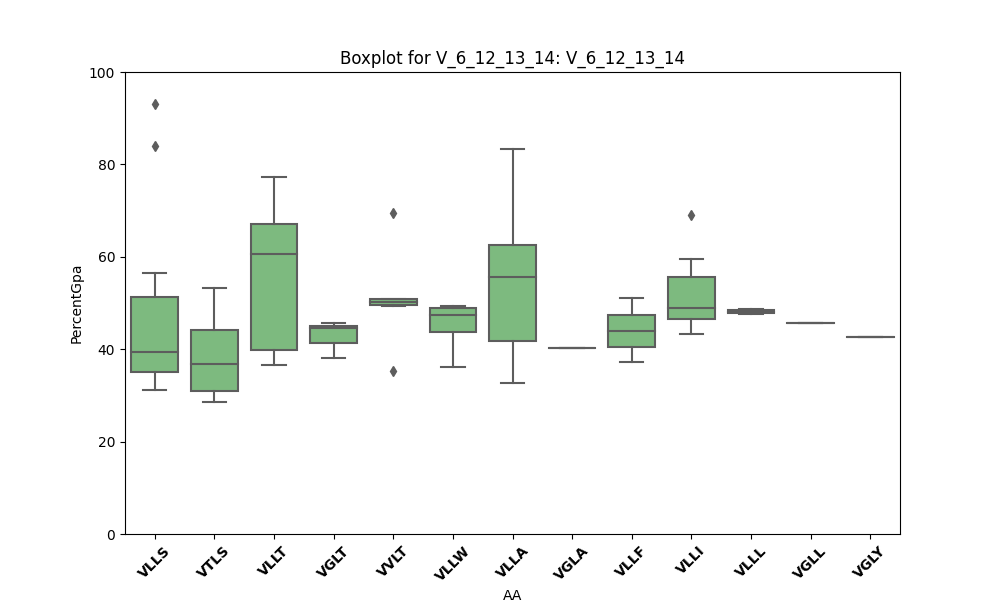 Boxplot for V_6_12_13_14: V_6_12_13_14
100
80
60
40
20
0
PercentGpa
VLLS
VTLS
VLLT
VGLT
VVLT
VLLW
VLLA
VGLA
VLLF
VLLI
VLLL
VGLL
VGLY
AA